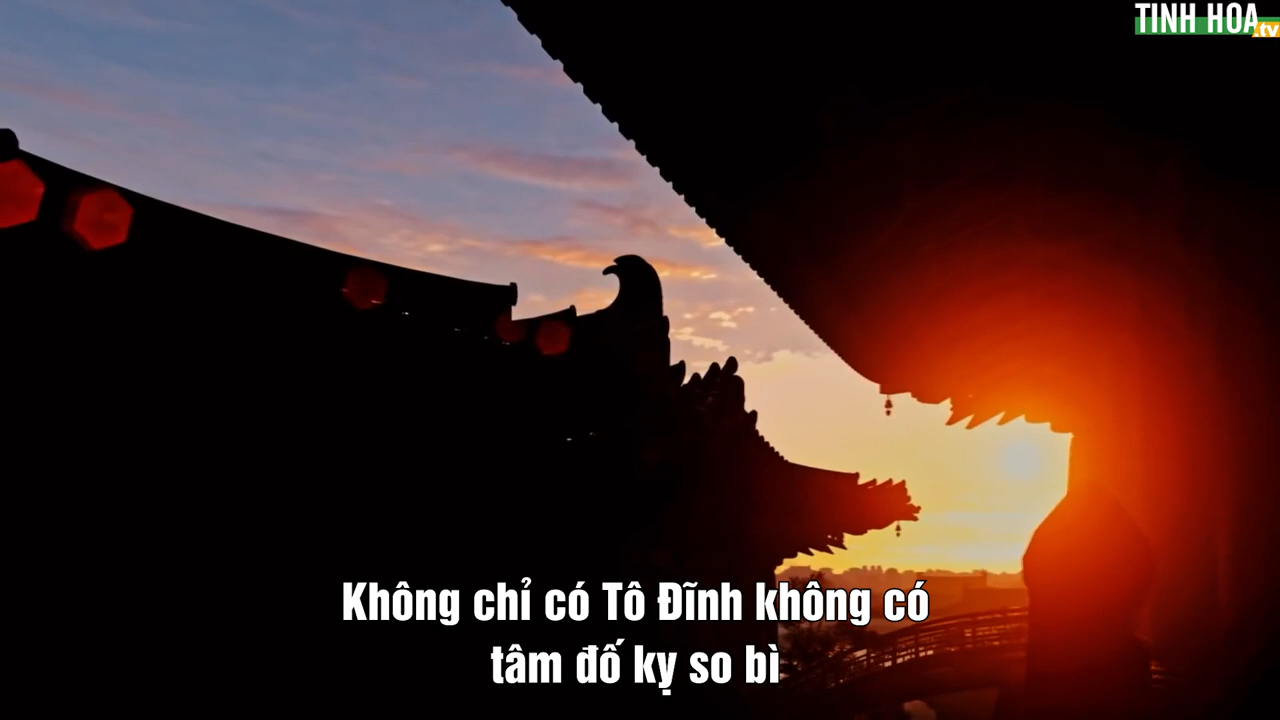 TINH HOA
.tv
Không chỉ có Tô Đĩnh không có
tâm đố kỵ so bì